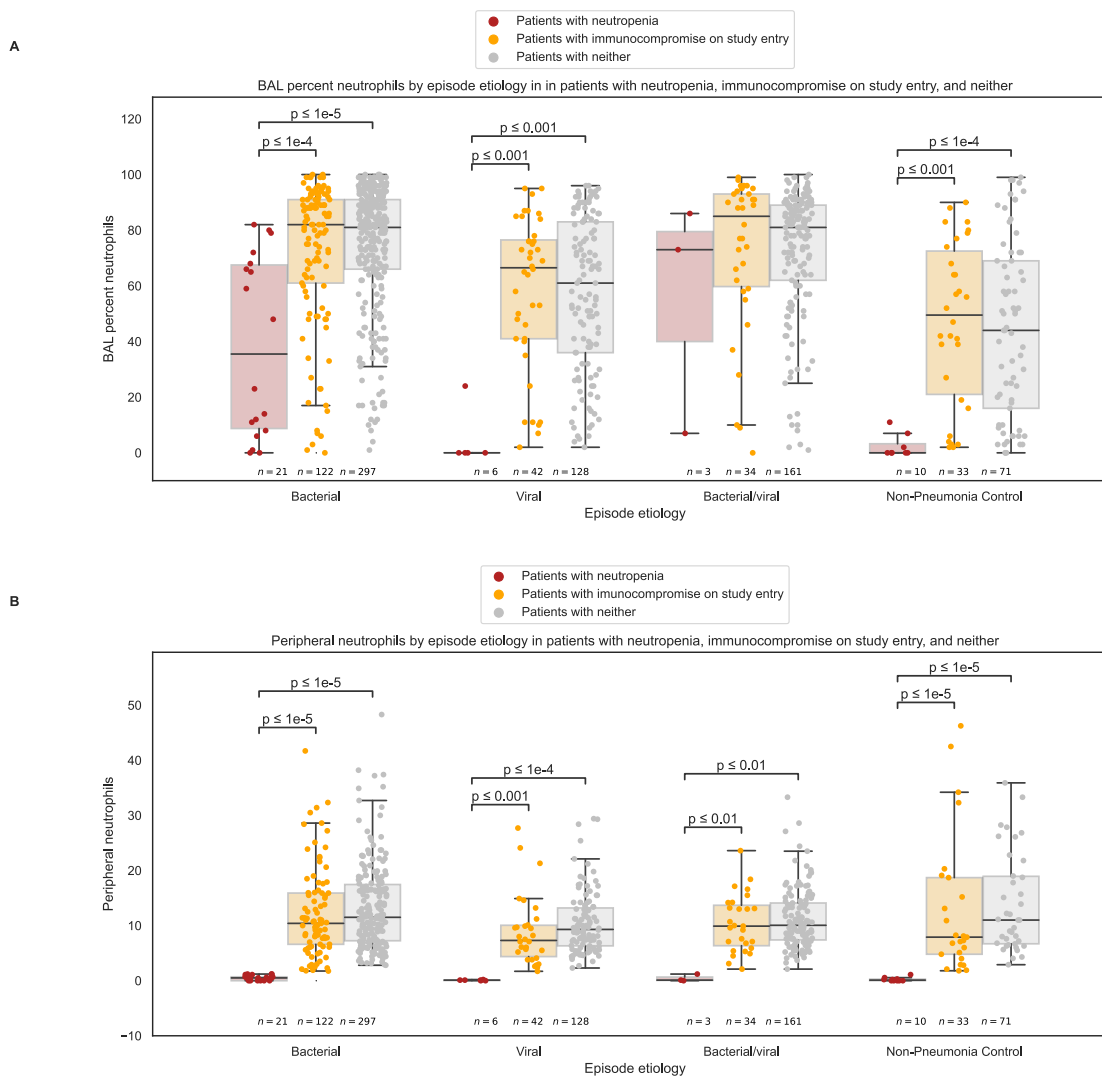 A
Patients with neutropenia
Patients with immunocompromise on study entry
Patients with neither
BAL percent neutrophils by episode etiology in in patients with neutropenia, immunocompromise on study entry, and neither
120
100
80
60
40
20
0
BAL percent neutrophils
p ≤ 1e-5
p ≤ 1e-4
p ≤ 0.001
p ≤ 0.001
p ≤ 1e-4
p ≤ 0.001
n = 21 n = 122 n = 297 n = 6 n = 42 n = 128 n = 3 n = 34 n = 161 n = 10 n = 33 n = 71
Bacterial Viral Bacterial/viral Non-Pneumonia Control
Episode etiology
B
Patients with neutropenia
Patients with imunocompromise on study entry
Patients with neither
Peripheral neutrophils by episode etiology in patients with neutropenia, immunocompromise on study entry, and neither
50
40
30
20
10
0
−10
Peripheral neutrophils
p ≤ 1e-5
p ≤ 1e-5
p ≤ 1e-4
p ≤ 0.001
p ≤ 0.01
p ≤ 0.01
p ≤ 1e-5
p ≤ 1e-5
n = 21 n = 122 n = 297 n = 6 n = 42 n = 128 n = 3 n = 34 n = 161 n = 10 n = 33 n = 71
Bacterial Viral Bacterial/viral Non-Pneumonia Control
Episode etiology